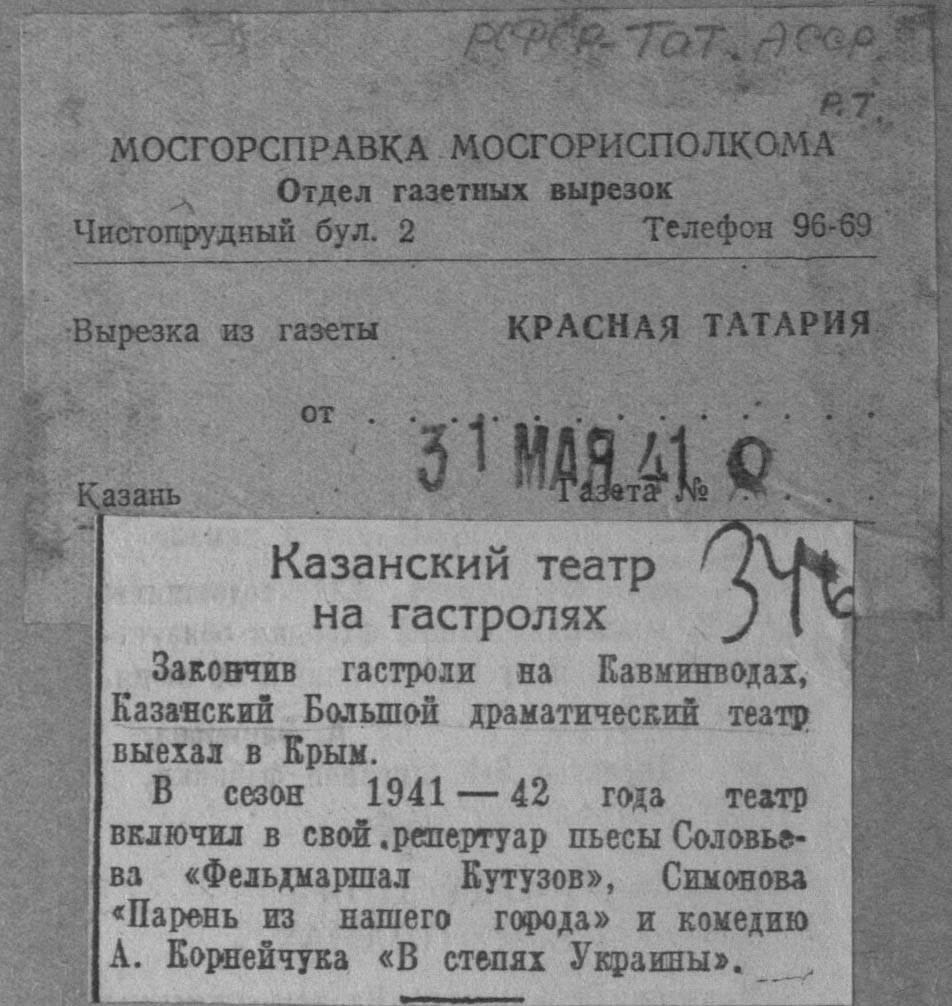 РСФСР-Тат. АССР
Р.Т.
МОСГОРСПРАВКА МОСГОРИСПОЛКОМА
Отдел газетных вырезок
Чистопрудный бул. 2 Телефон 96-69
Вырезка из газеты КРАСНАЯ ТАТАРИЯ
от . . . . . . . . . . . . .
31 МАЯ 41
Казань Газета № . . . .
Казанский театр
на гастролях
Закончив гастроли на Кавминводах,
Казанский Большой драматический театр
выехал в Крым.
В сезон 1941 — 42 года театр
включил в свой репертуар пьесы Соловье-
ва «Фельдмаршал Кутузов», Симонова
«Парень из нашего города» и комедию
А. Корнейчука «В степях Украины».